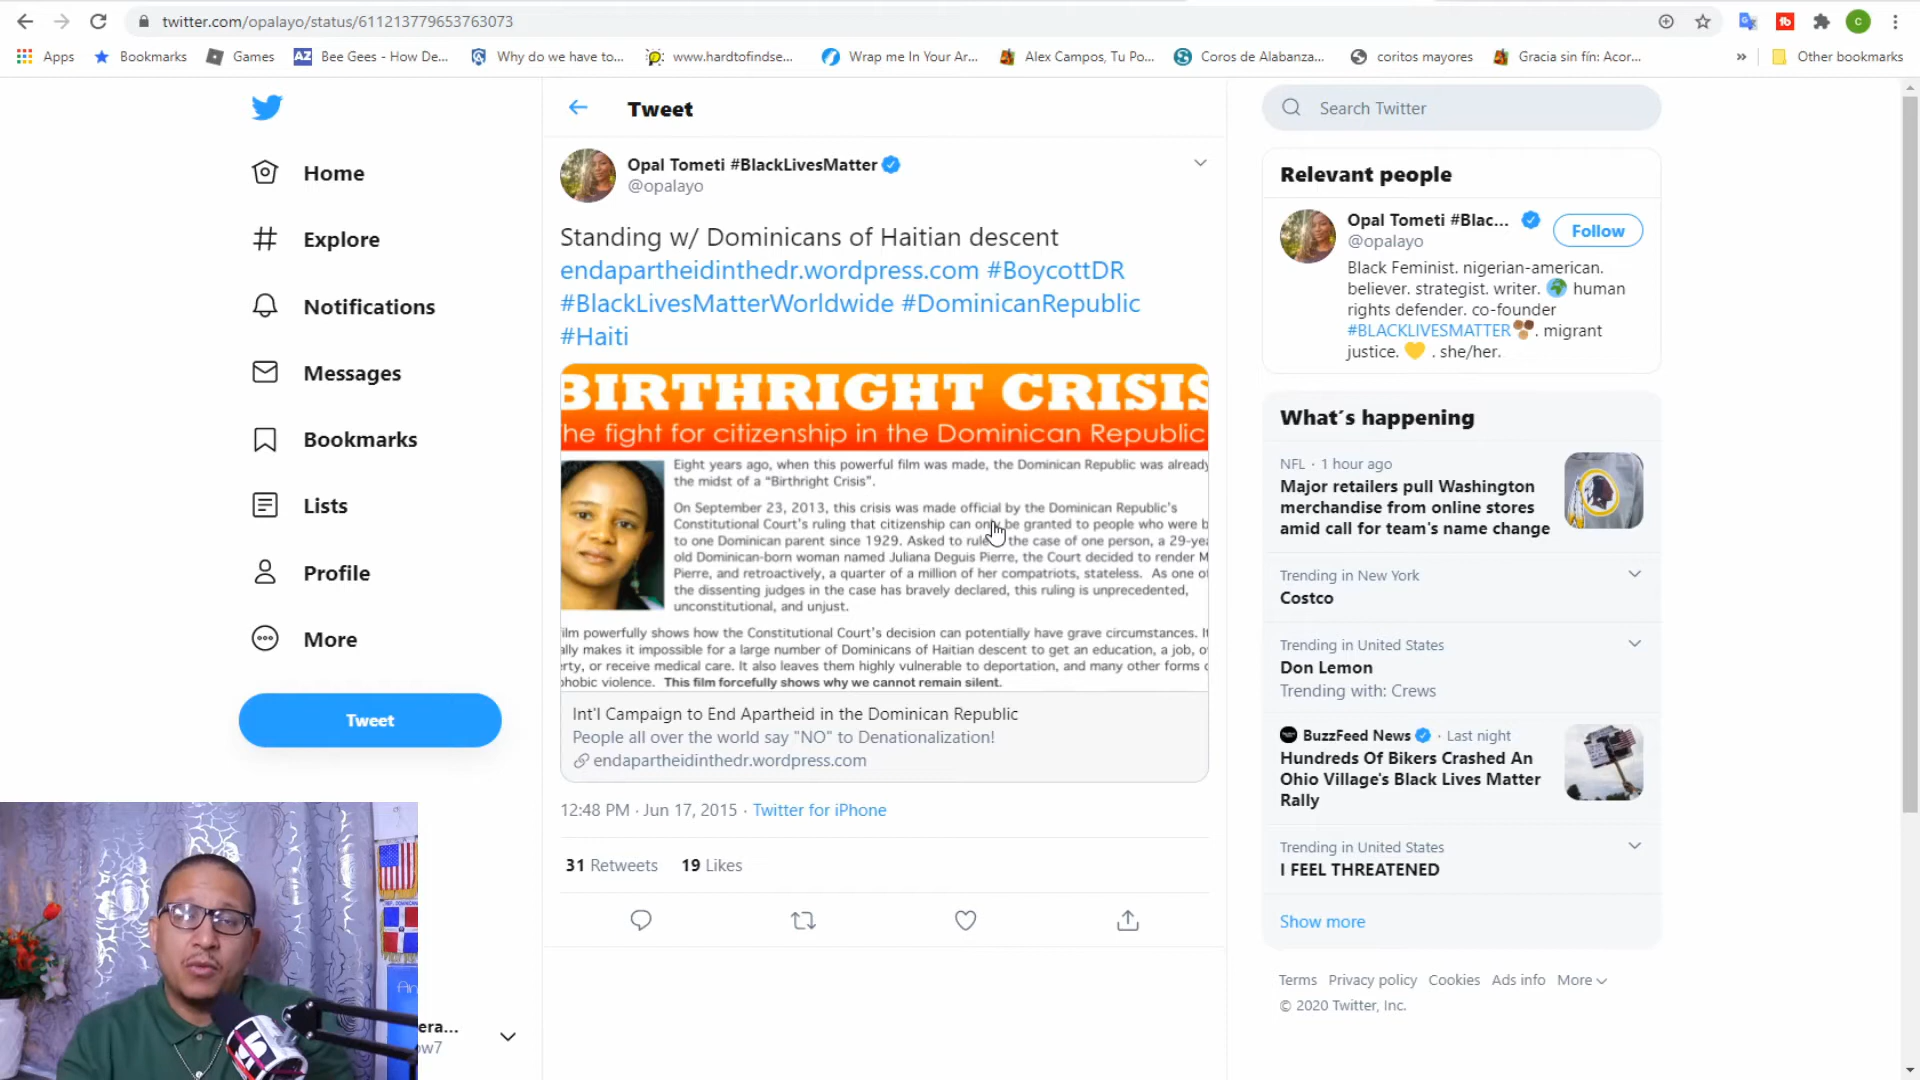 twitter.com/opalayo/status/611213779653763073
Apps
Bookmarks
Games
AZ
Bee Gees - How De...
Why do we have to...
www.hardtofindse...
Wrap me In Your Ar...
Alex Campos, Tu Po...
Coros de Alabanza...
coritos mayores
Gracia sin fín: Acor...
»
Other bookmarks
Home
Explore
Notifications
Messages
Bookmarks
Lists
Profile
More
Tweet
Tweet
Opal Tometi #BlackLivesMatter
@opalayo
Standing w/ Dominicans of Haitian descent
endapartheidinthedr.wordpress.com #BoycottDR
#BlackLivesMatterWorldwide #DominicanRepublic
#Haiti
BIRTHRIGHT CRISIS
he fight for citizenship in the Dominican Republic
Eight years ago, when this powerful film was made, the Dominican Republic was already
the midst of a "Birthright Crisis".
On September 23, 2013, this crisis was made official by the Dominican Republic's
Constitutional Court's ruling that citizenship can only be granted to people who were b
to one Dominican parent since 1929. Asked to rule the case of one person, a 29-yea
old Dominican-born woman named Juliana Deguis Pierre, the Court decided to render M
Pierre, and retroactively, a quarter of a million of her compatriots, stateless. As one of
the dissenting judges in the case has bravely declared, this ruling is unprecedented,
unconstitutional, and unjust.
ilm powerfully shows how the Constitutional Court's decision can potentially have grave circumstances. It
ally makes it impossible for a large number of Dominicans of Haitian descent to get an education, a job, o
rty, or receive medical care. It also leaves them highly vulnerable to deportation, and many other forms o
phobic violence. This film forcefully shows why we cannot remain silent.
Int'l Campaign to End Apartheid in the Dominican Republic
People all over the world say "NO" to Denationalization!
endapartheidinthedr.wordpress.com
12:48 PM · Jun 17, 2015 · Twitter for iPhone
31 Retweets 19 Likes
era...
ow7
Search Twitter
Relevant people
Opal Tometi #Blac...
@opalayo
Follow
Black Feminist. nigerian-american.
believer. strategist. writer. human
rights defender. co-founder
#BLACKLIVESMATTER. migrant
justice. . she/her.
What's happening
NFL · 1 hour ago
Major retailers pull Washington
merchandise from online stores
amid call for team's name change
Trending in New York
Costco
Trending in United States
Don Lemon
Trending with: Crews
BuzzFeed News · Last night
Hundreds Of Bikers Crashed An
Ohio Village's Black Lives Matter
Rally
Trending in United States
I FEEL THREATENED
Show more
Terms Privacy policy Cookies Ads info More
© 2020 Twitter, Inc.